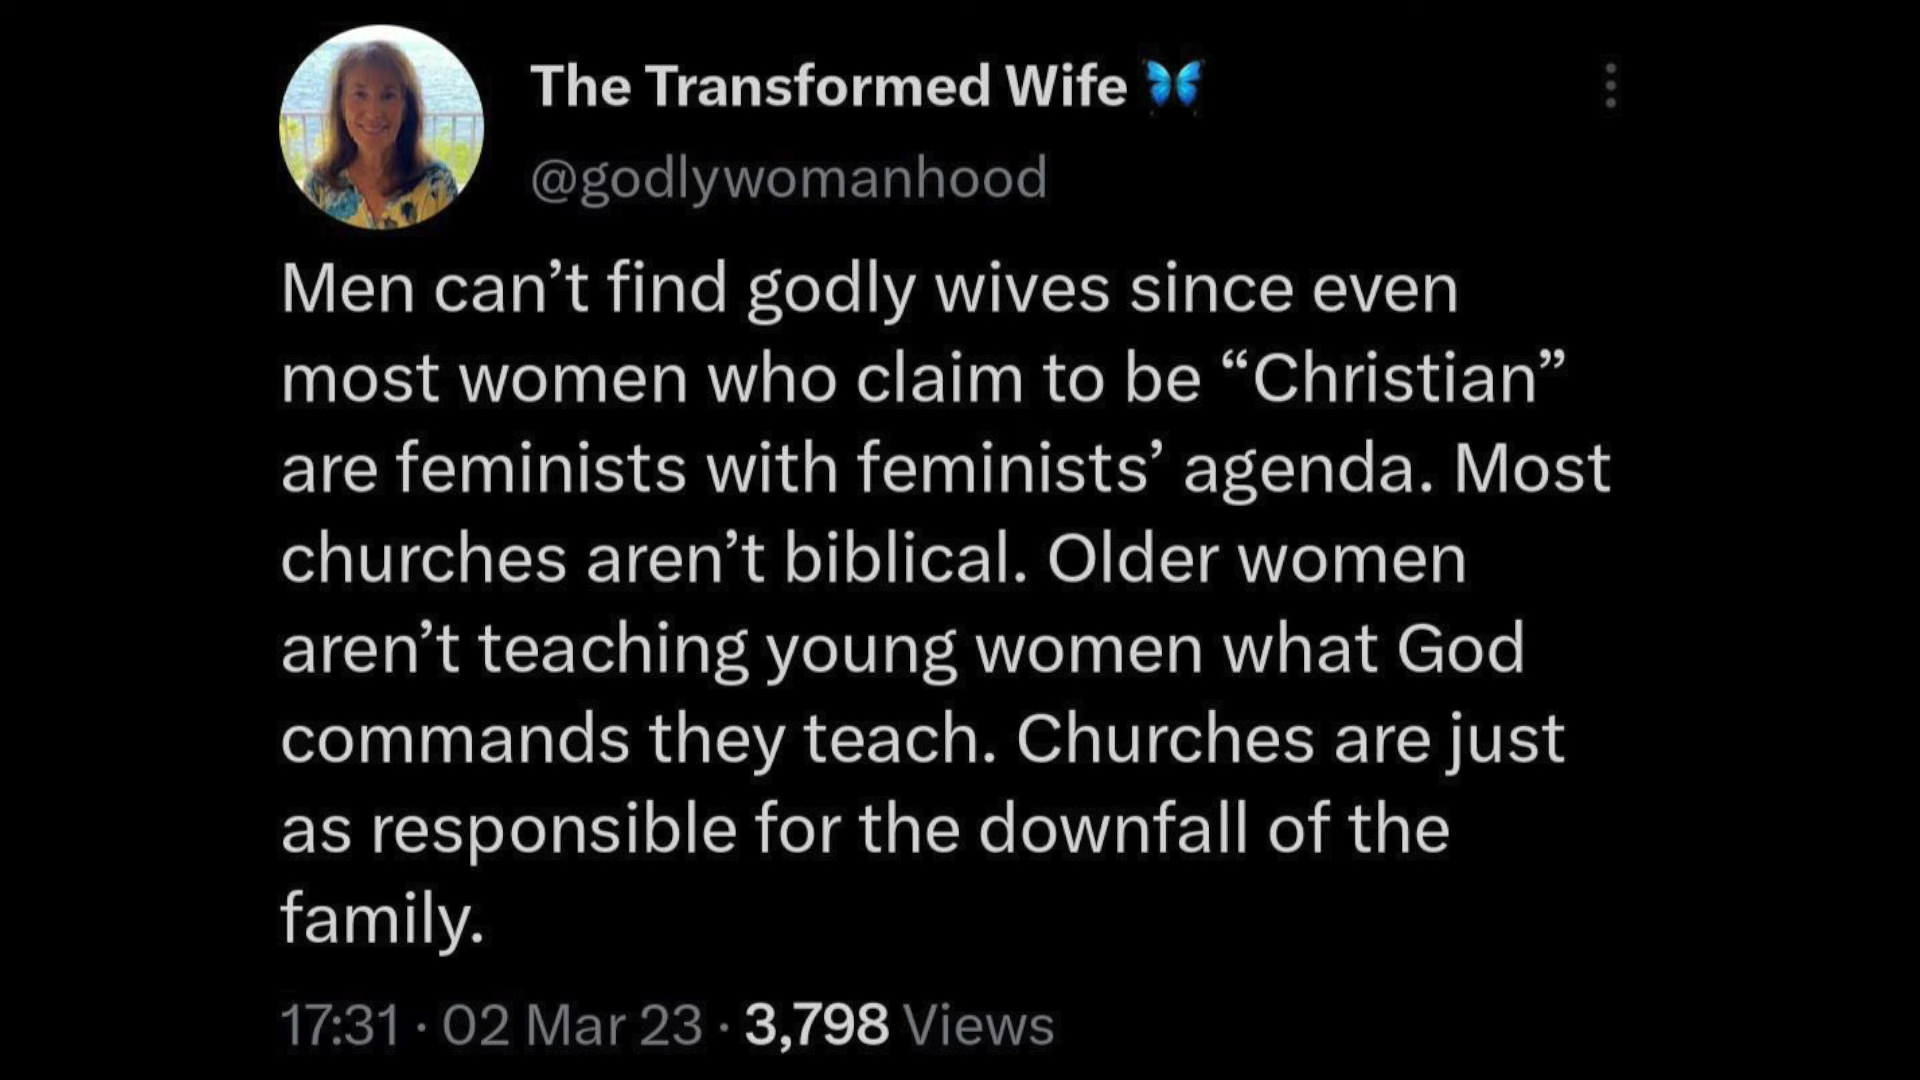 The Transformed Wife 🦋
@godlywomanhood
Men can’t find godly wives since even
most women who claim to be “Christian”
are feminists with feminists’ agenda. Most
churches aren’t biblical. Older women
aren’t teaching young women what God
commands they teach. Churches are just
as responsible for the downfall of the
family.
17:31 · 02 Mar 23 · 3,798 Views